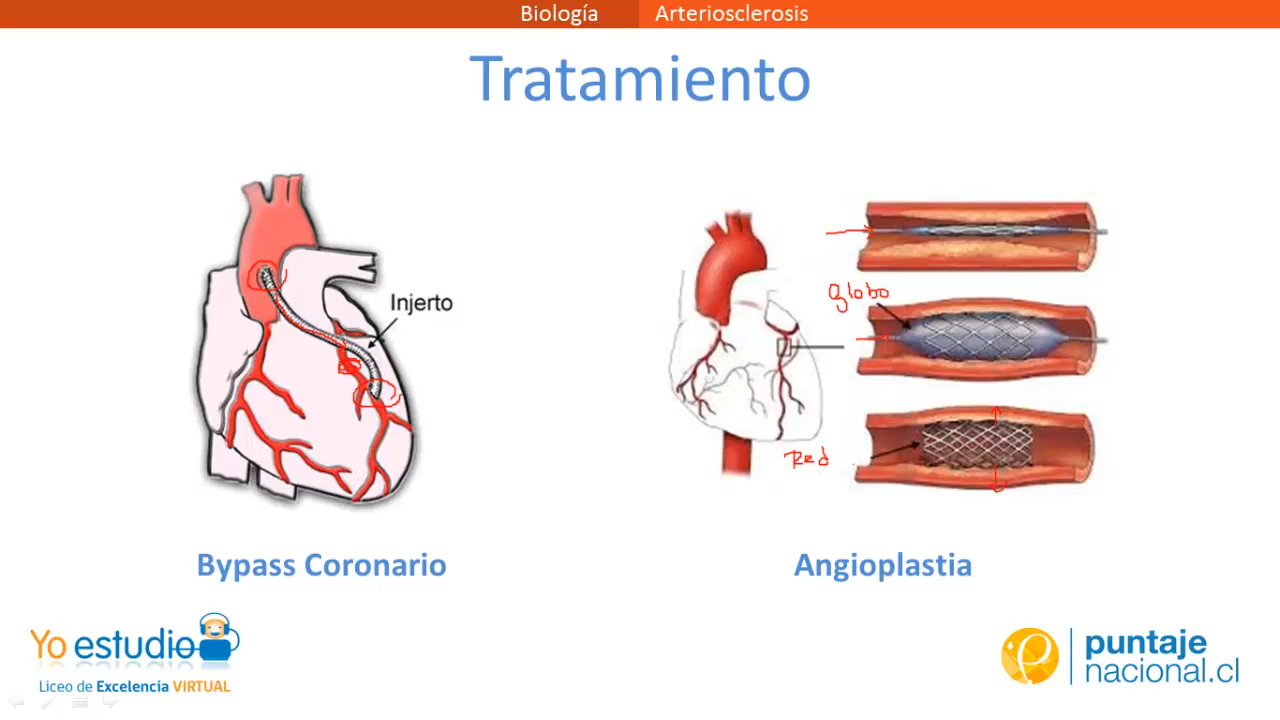 Biología Arteriosclerosis
Tratamiento
Injerto
Globo
Red
Bypass Coronario
Angioplastia
Yo estudio
Liceo de Excelencia VIRTUAL
puntaje
nacional.cl